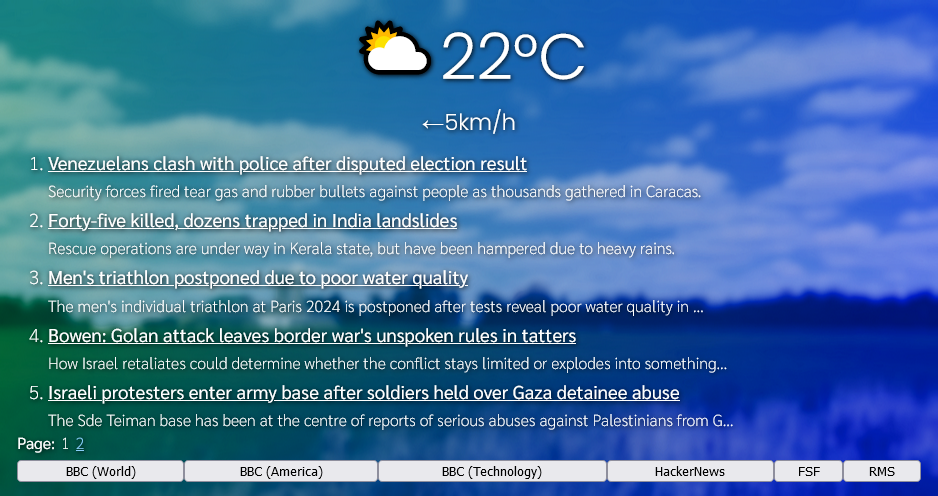 22°C
←5km/h
1. Venezuelans clash with police after disputed election result
Security forces fired tear gas and rubber bullets against people as thousands gathered in Caracas.
2. Forty-five killed, dozens trapped in India landslides
Rescue operations are under way in Kerala state, but have been hampered due to heavy rains.
3. Men's triathlon postponed due to poor water quality
The men's individual triathlon at Paris 2024 is postponed after tests reveal poor water quality in ...
4. Bowen: Golan attack leaves border war's unspoken rules in tatters
How Israel retaliates could determine whether the conflict stays limited or explodes into something...
5. Israeli protesters enter army base after soldiers held over Gaza detainee abuse
The Sde Teiman base has been at the centre of reports of serious abuses against Palestinians from G...
Page: 1 2
BBC (World) BBC (America) BBC (Technology) HackerNews FSF RMS